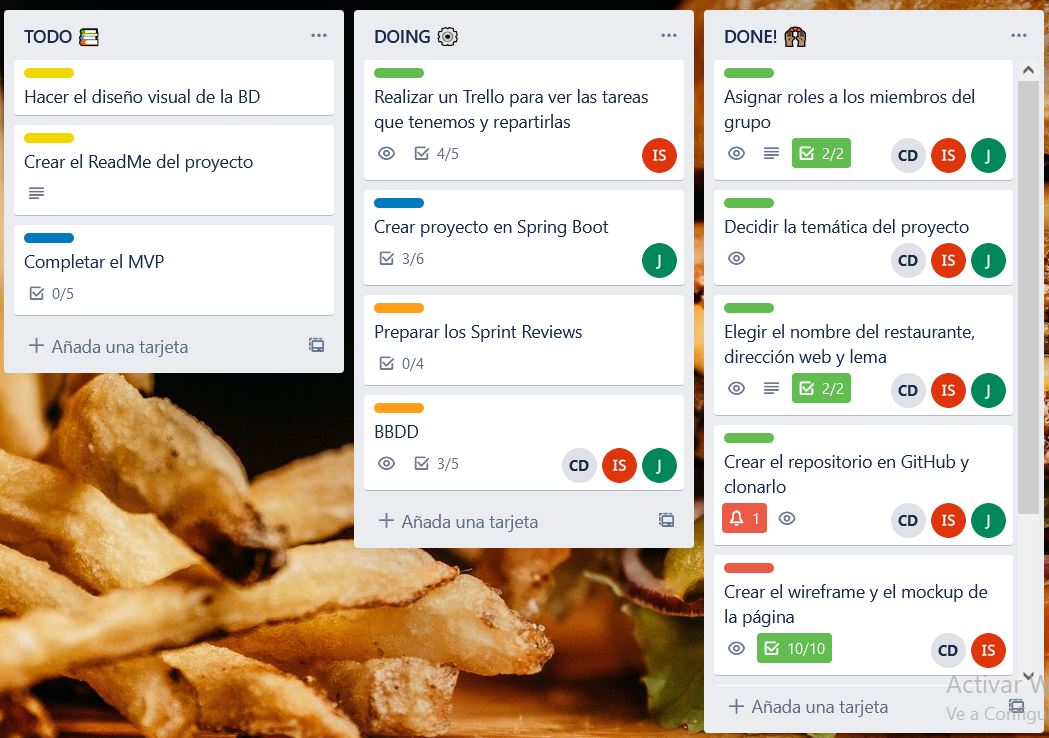 TODO
Hacer el diseño visual de la BD
Crear el ReadMe del proyecto
Completar el MVP
0/5
+ Añada una tarjeta
DOING
Realizar un Trello para ver las tareas
que tenemos y repartirlas
4/5
IS
Crear proyecto en Spring Boot
3/6
J
Preparar los Sprint Reviews
0/4
BBDD
3/5
CD IS J
+ Añada una tarjeta
DONE!
Asignar roles a los miembros del
grupo
2/2
CD IS J
Decidir la temática del proyecto
CD IS J
Elegir el nombre del restaurante,
dirección web y lema
2/2
CD IS J
Crear el repositorio en GitHub y
clonarlo
1
CD IS J
Crear el wireframe y el mockup de
la página
10/10
CD IS
+ Añada una tarjeta
Activar W
Ve a Configu